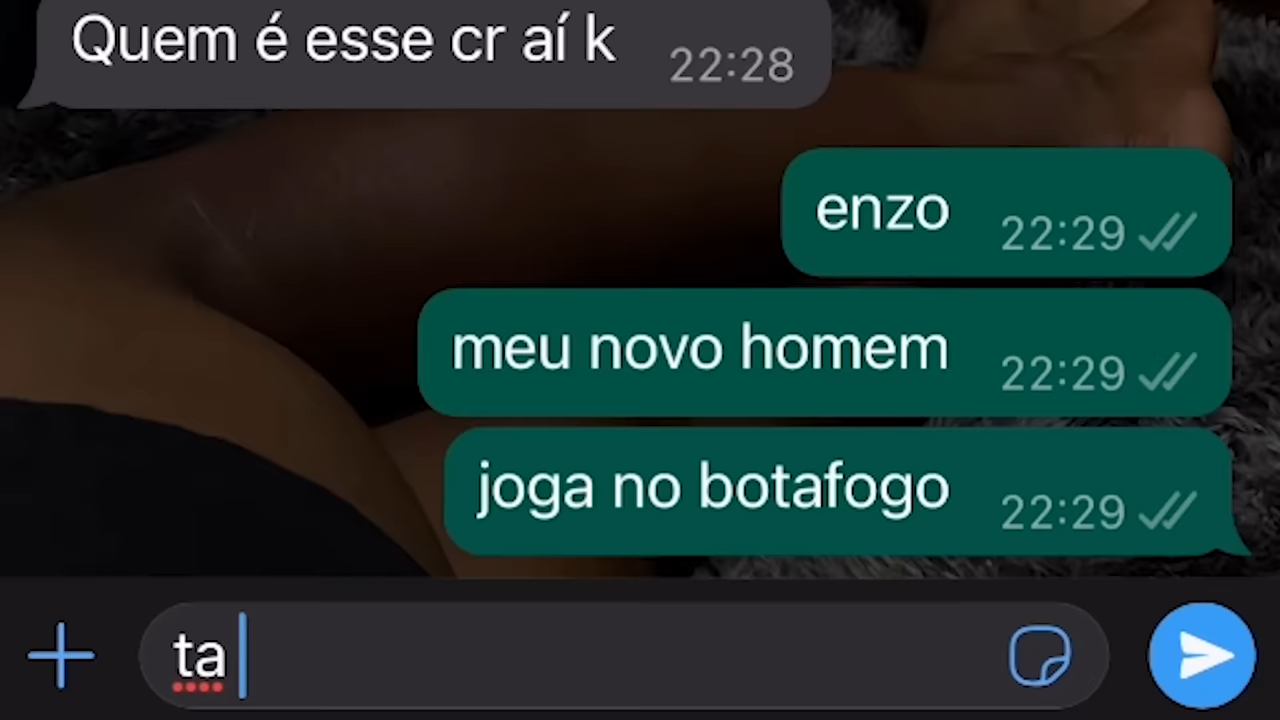 Quem é esse cr aí k 22:28
enzo 22:29
meu novo homem 22:29
joga no botafogo 22:29
ta